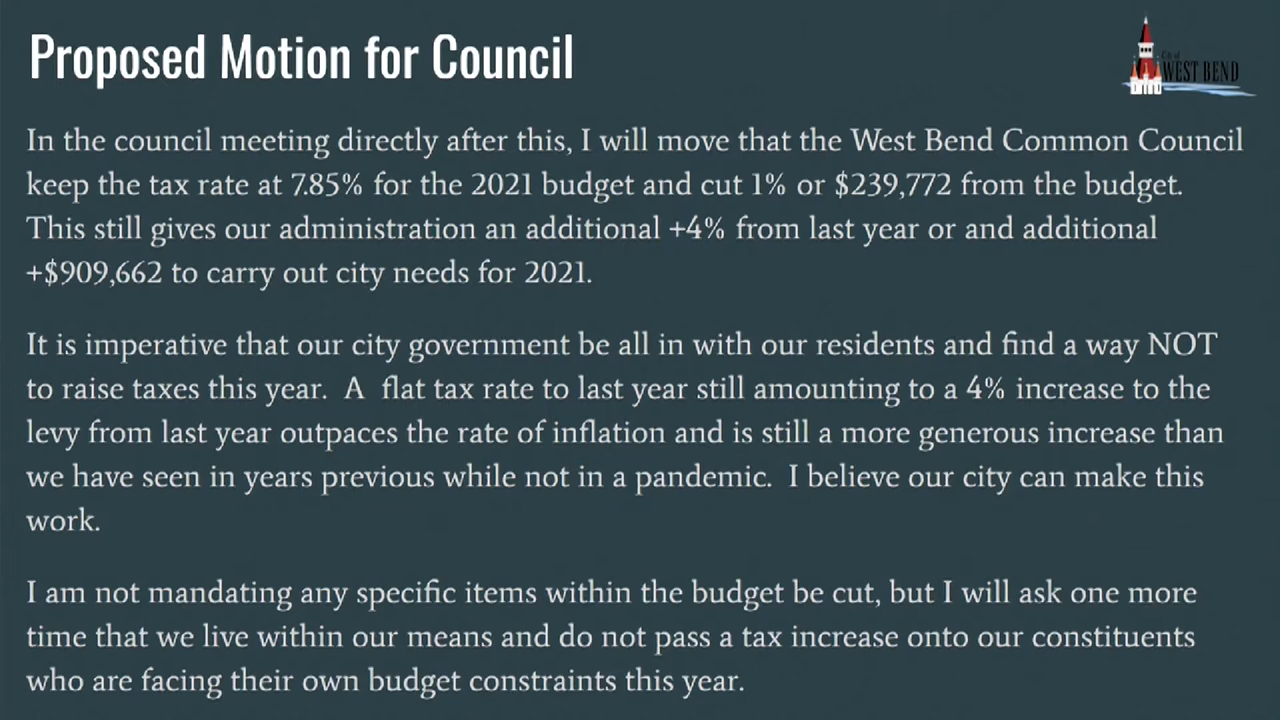 Proposed Motion for Council
City of
WEST BEND
In the council meeting directly after this, I will move that the West Bend Common Council
keep the tax rate at 7.85% for the 2021 budget and cut 1% or $239,772 from the budget.
This still gives our administration an additional +4% from last year or and additional
+$909,662 to carry out city needs for 2021.
It is imperative that our city government be all in with our residents and find a way NOT
to raise taxes this year.  A  flat tax rate to last year still amounting to a 4% increase to the
levy from last year outpaces the rate of inflation and is still a more generous increase than
we have seen in years previous while not in a pandemic.  I believe our city can make this
work.
I am not mandating any specific items within the budget be cut, but I will ask one more
time that we live within our means and do not pass a tax increase onto our constituents
who are facing their own budget constraints this year.